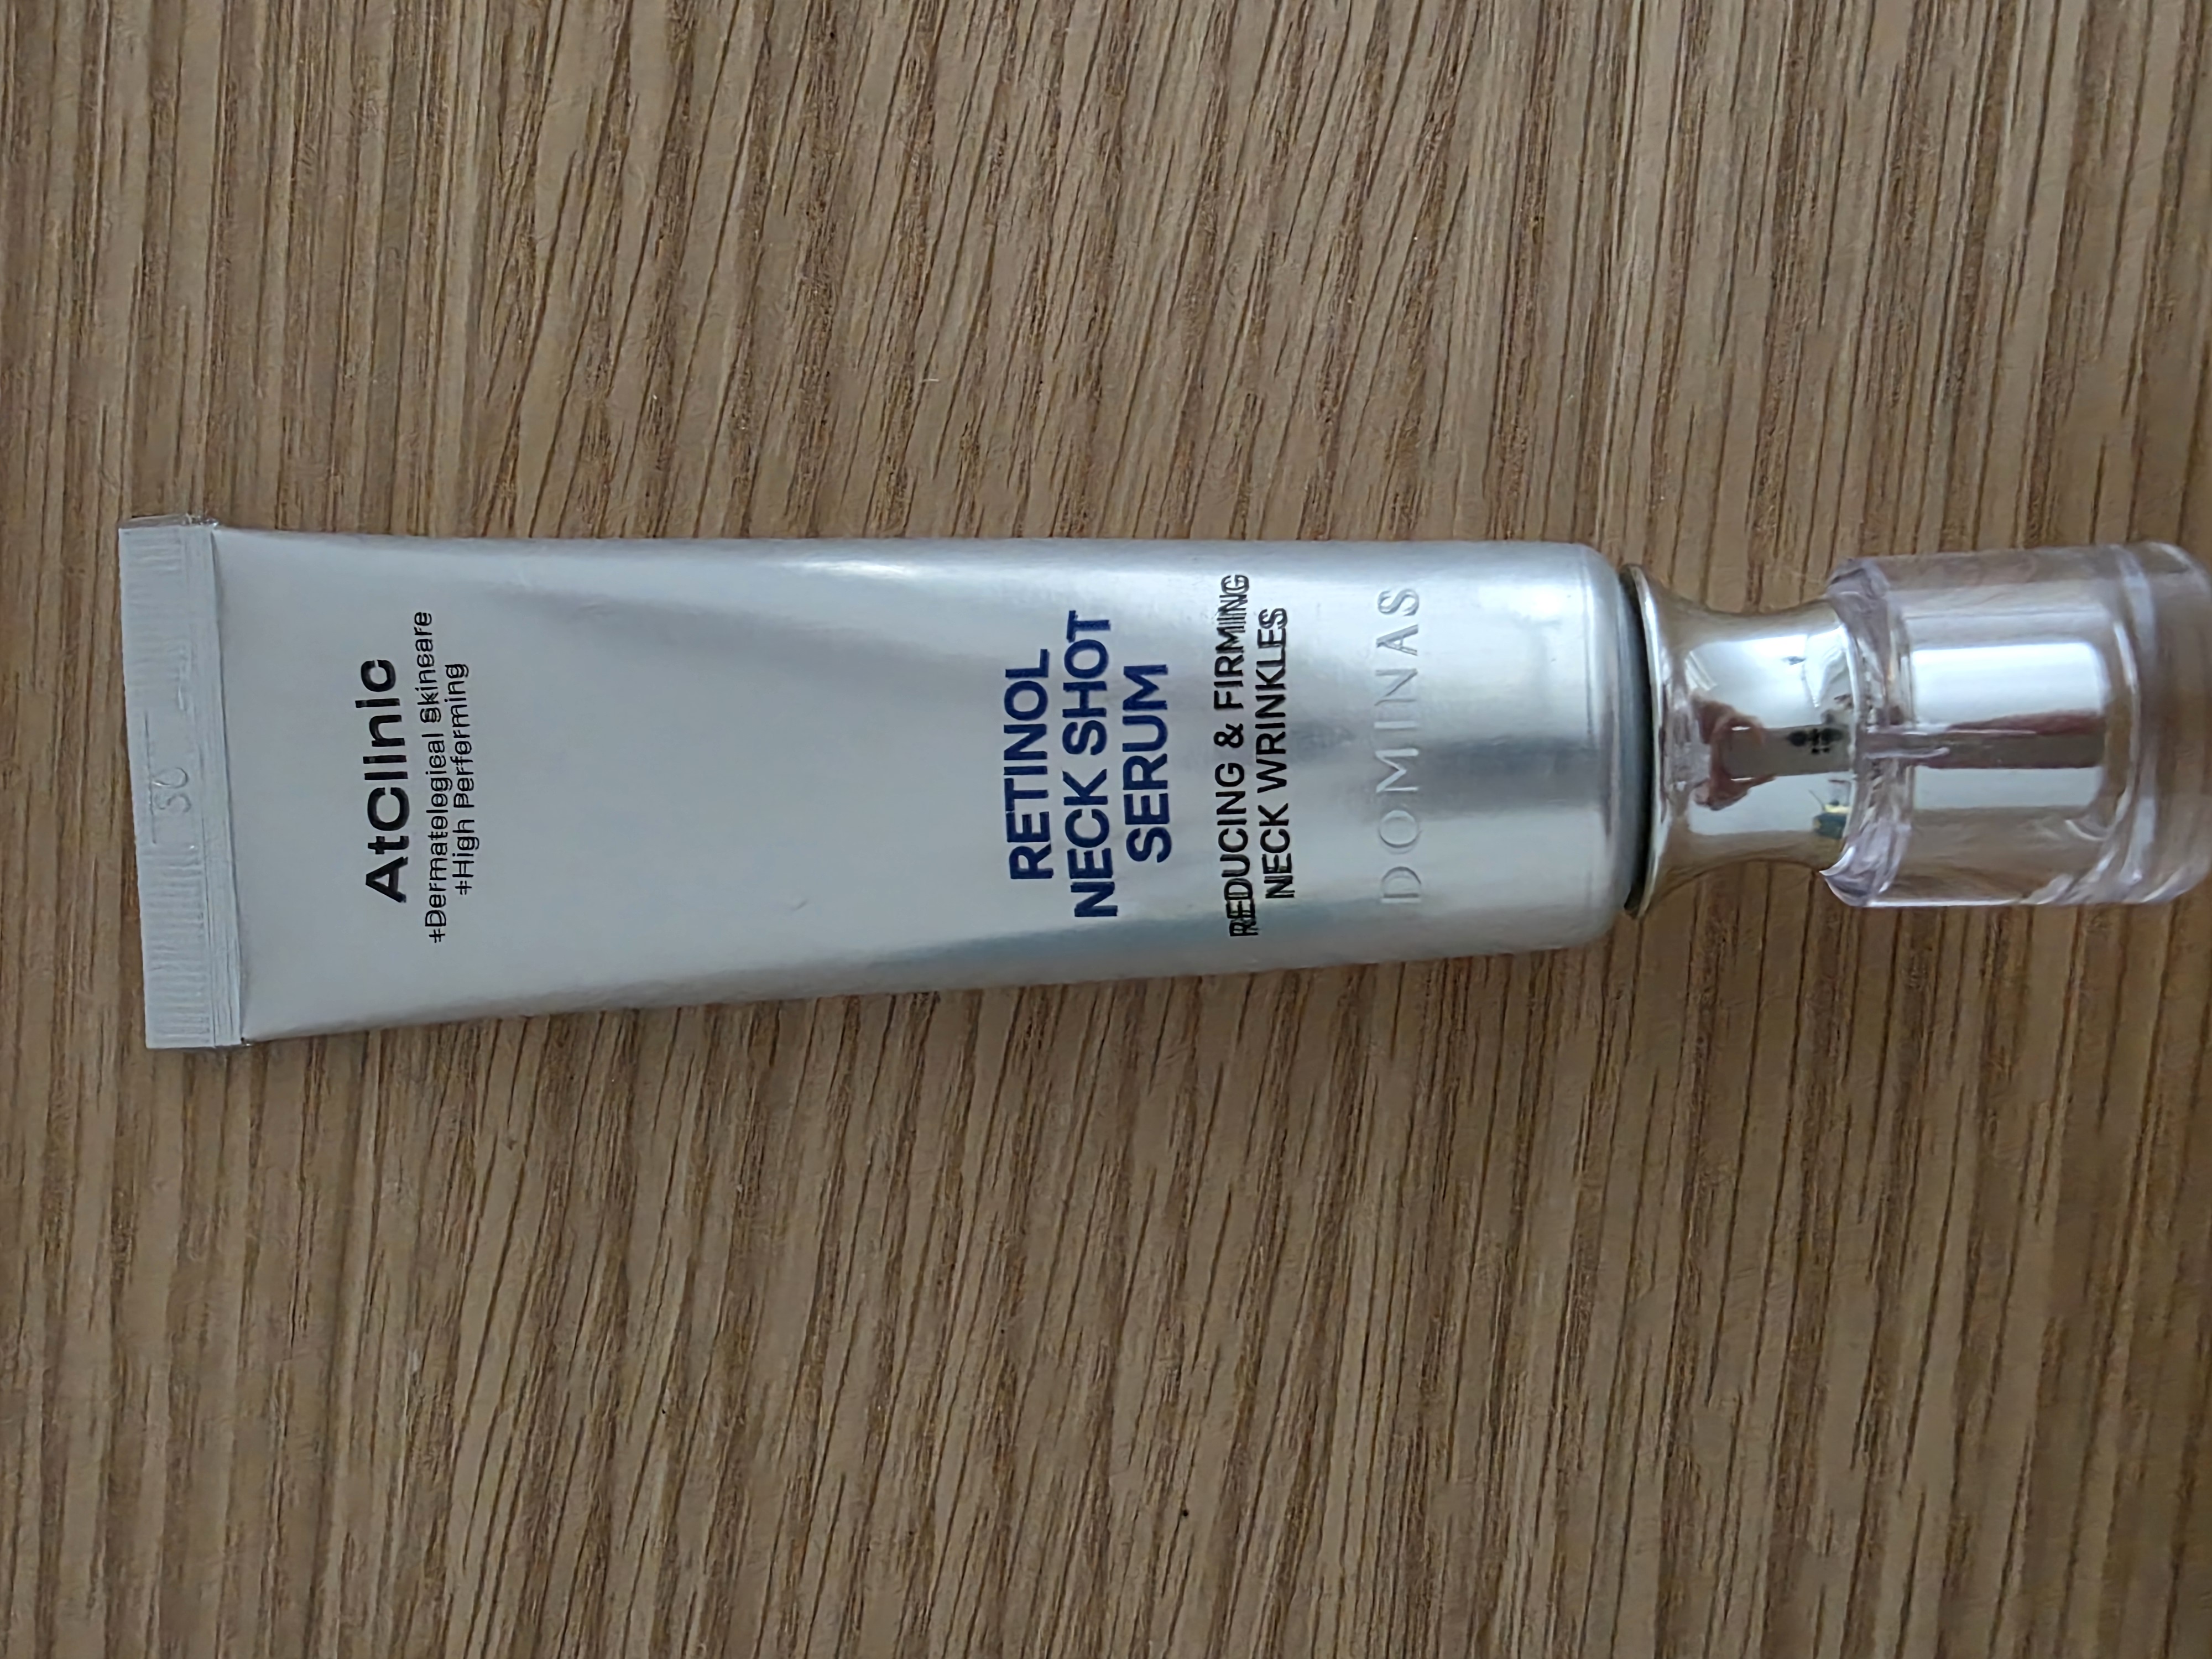 AtClinic
+Dermatological Skincare
+High Performing
RETINOL
NECK SHOT
SERUM
REDUCING & FIRMING
NECK WRINKLES
DOMINAS